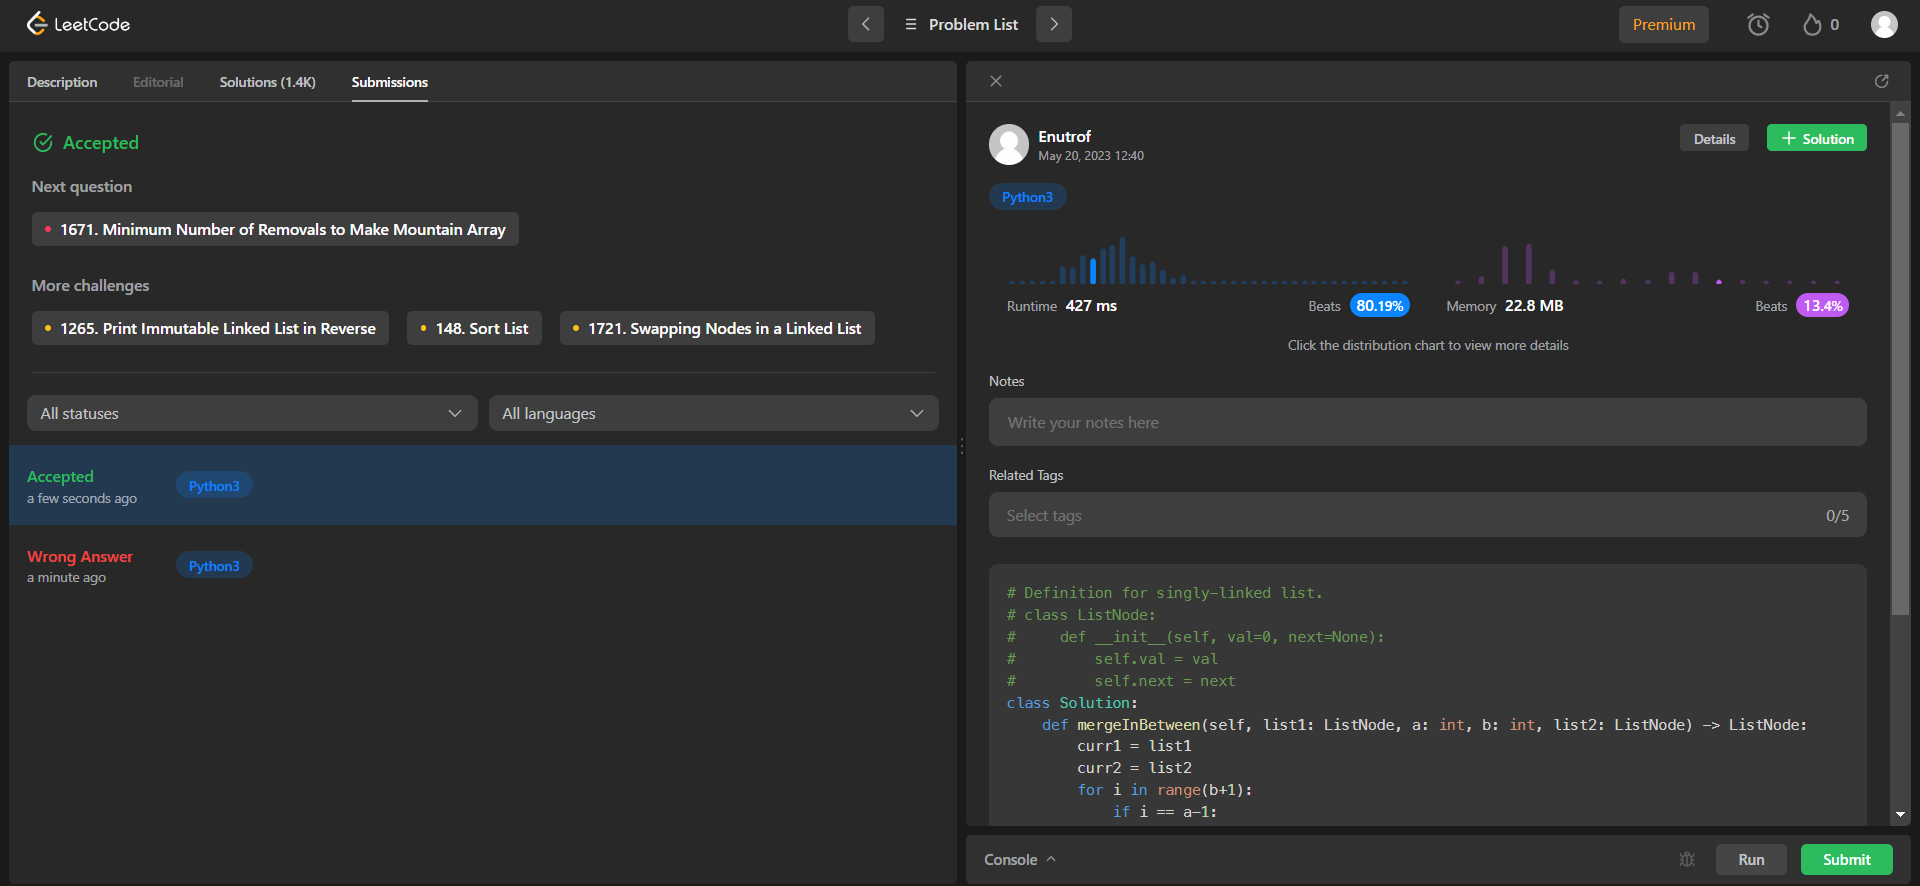 LeetCode
Problem List
Premium
0
Description
Editorial
Solutions (1.4K)
Submissions
Accepted
Next question
1671. Minimum Number of Removals to Make Mountain Array
More challenges
1265. Print Immutable Linked List in Reverse
148. Sort List
1721. Swapping Nodes in a Linked List
All statuses
All languages
Accepted
a few seconds ago
Python3
Wrong Answer
a minute ago
Python3
Enutrof
May 20, 2023 12:40
Details
Solution
Python3
Runtime 427 ms
Beats 80.19%
Memory 22.8 MB
Beats 13.4%
Click the distribution chart to view more details
Notes
Write your notes here
Related Tags
Select tags
0/5
# Definition for singly-linked list.
# class ListNode:
#     def __init__(self, val=0, next=None):
#         self.val = val
#         self.next = next
class Solution:
    def mergeInBetween(self, list1: ListNode, a: int, b: int, list2: ListNode) -> ListNode:
        curr1 = list1
        curr2 = list2
        for i in range(b+1):
            if i == a-1:
Console
Run
Submit